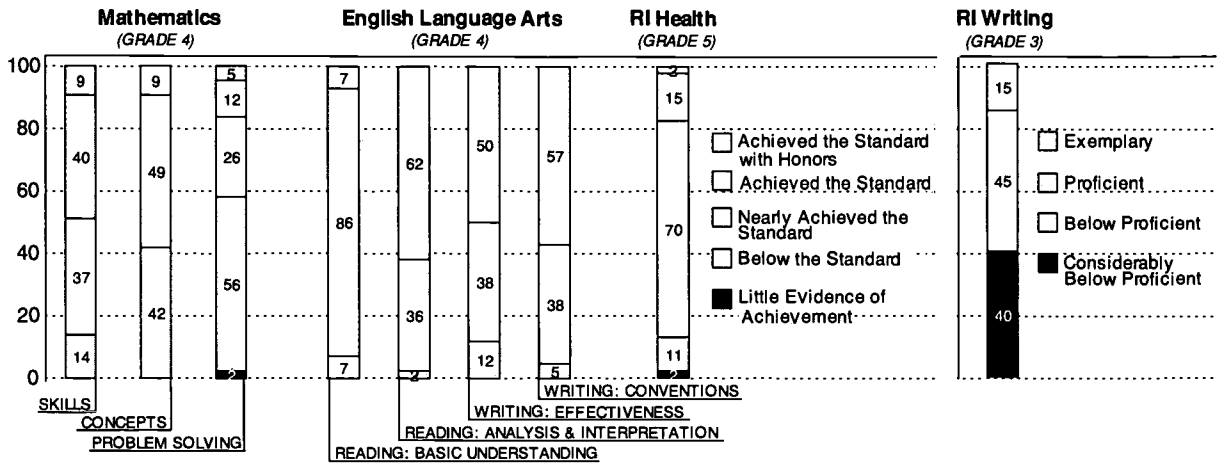 Mathematics
(GRADE 4)
English Language Arts
(GRADE 4)
RI Health
(GRADE 5)
RI Writing
(GRADE 3)
100
80
60
40
20
0
9
40
37
14
9
49
42
5
12
26
56
2
7
86
7
62
36
2
50
38
12
57
38
5
2
15
70
11
2
Achieved the Standard
with Honors
Achieved the Standard
Nearly Achieved the
Standard
Below the Standard
Little Evidence of
Achievement
15
45
40
Exemplary
Proficient
Below Proficient
Considerably
Below Proficient
SKILLS
CONCEPTS
PROBLEM SOLVING
WRITING: CONVENTIONS
WRITING: EFFECTIVENESS
READING: ANALYSIS & INTERPRETATION
READING: BASIC UNDERSTANDING